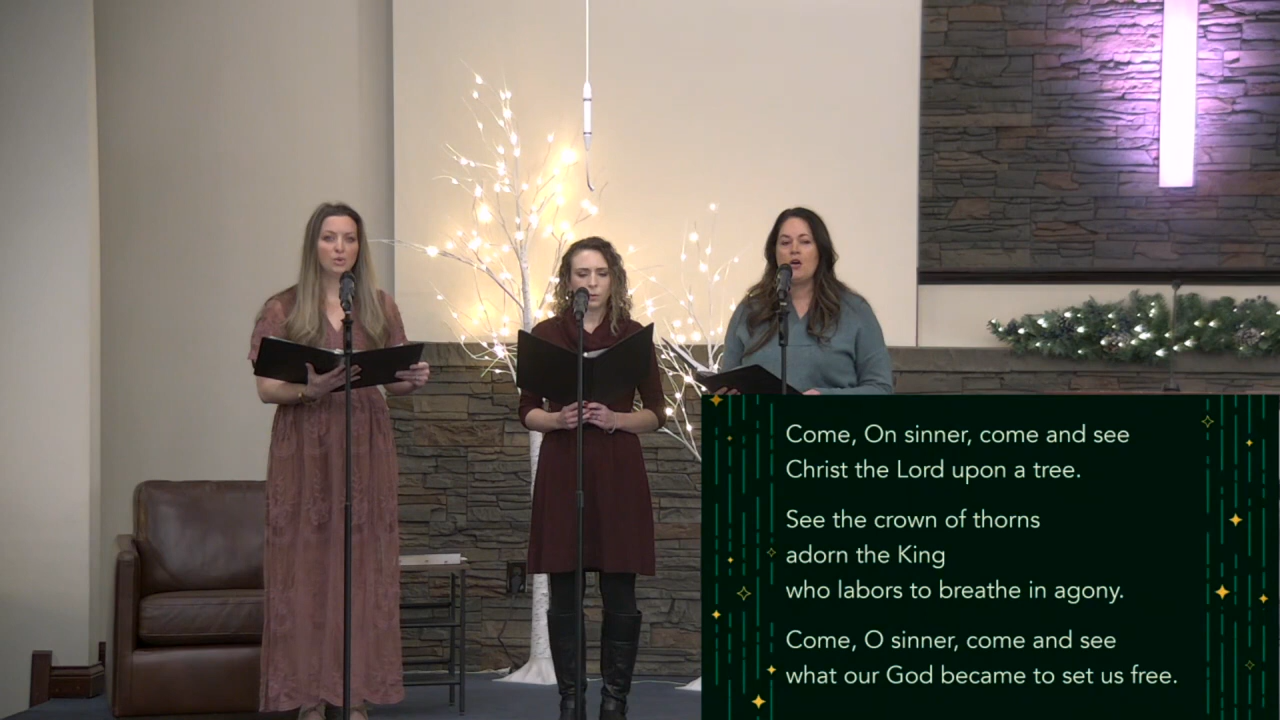 Come, On sinner, come and see
Christ the Lord upon a tree.
See the crown of thorns
adorn the King
who labors to breathe in agony.
Come, O sinner, come and see
what our God became to set us free.